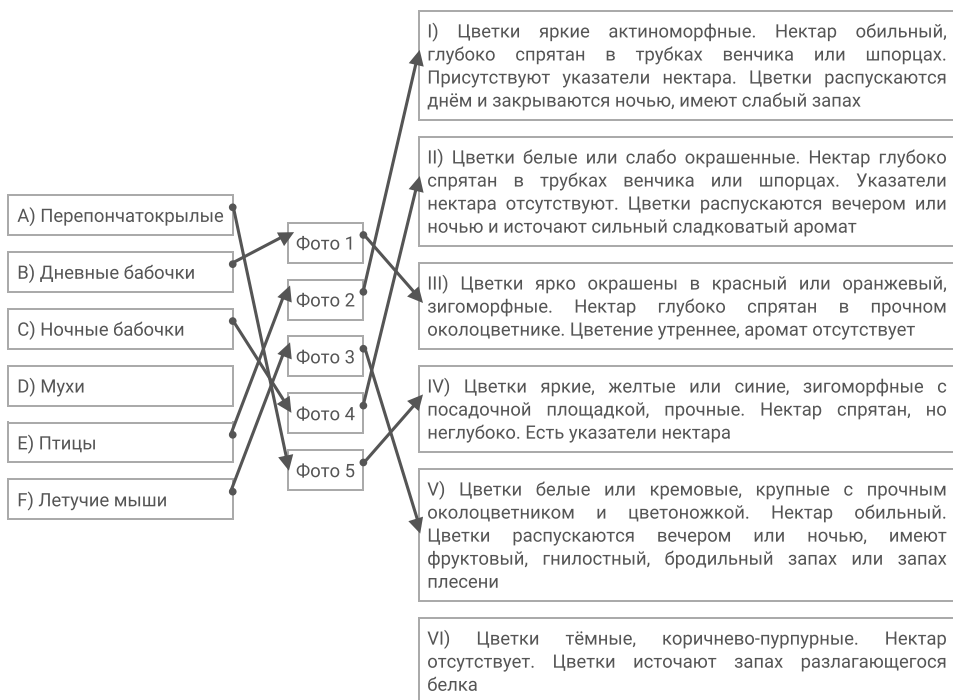 A) Перепончатокрылые
B) Дневные бабочки
C) Ночные бабочки
D) Мухи
E) Птицы
F) Летучие мыши
Фото 1
Фото 2
Фото 3
Фото 4
Фото 5
I) Цветки яркие актиноморфные. Нектар обильный,
глубоко спрятан в трубках венчика или шпорцах.
Присутствуют указатели нектара. Цветки распускаются
днём и закрываются ночью, имеют слабый запах
II) Цветки белые или слабо окрашенные. Нектар глубоко
спрятан в трубках венчика или шпорцах. Указатели
нектара отсутствуют. Цветки распускаются вечером или
ночью и источают сильный сладковатый аромат
III) Цветки ярко окрашены в красный или оранжевый,
зигоморфные. Нектар глубоко спрятан в прочном
околоцветнике. Цветение утреннее, аромат отсутствует
IV) Цветки яркие, желтые или синие, зигоморфные с
посадочной площадкой, прочные. Нектар спрятан, но
неглубоко. Есть указатели нектара
V) Цветки белые или кремовые, крупные с прочным
околоцветником и цветоножкой. Нектар обильный.
Цветки распускаются вечером или ночью, имеют
фруктовый, гнилостный, бродильный запах или запах
плесени
VI) Цветки тёмные, коричнево-пурпурные. Нектар
отсутствует. Цветки источают запах разлагающегося
белка